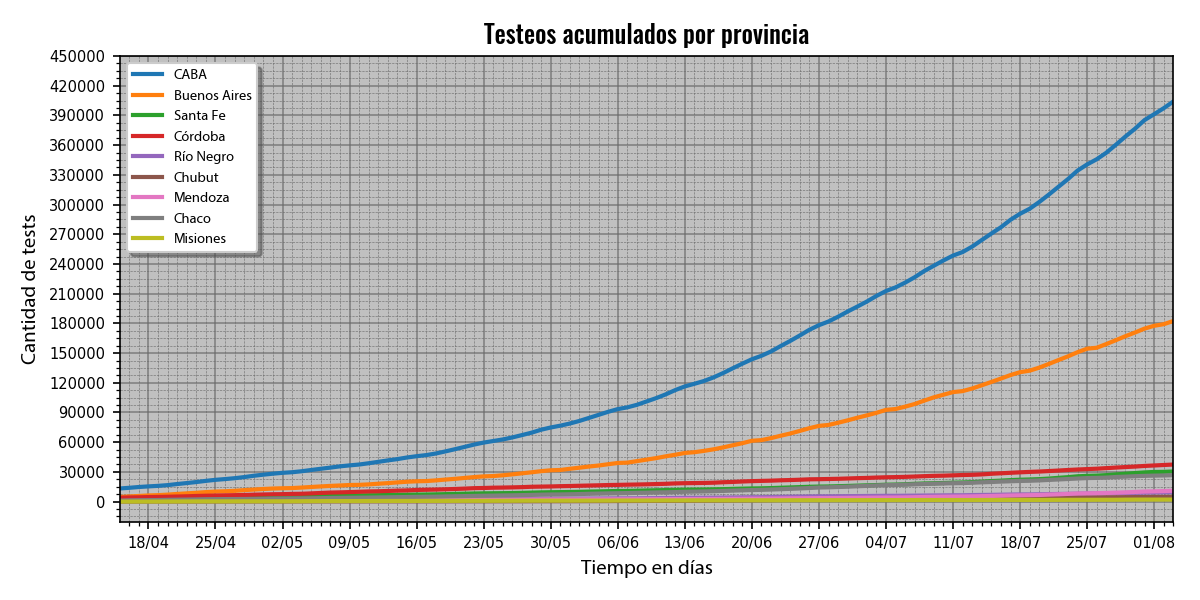 Testeos acumulados por provincia
450000
420000
390000
360000
330000
300000
270000
240000
210000
180000
150000
120000
90000
60000
30000
0
Cantidad de tests
CABA
Buenos Aires
Santa Fe
Córdoba
Río Negro
Chubut
Mendoza
Chaco
Misiones
18/04 25/04 02/05 09/05 16/05 23/05 30/05 06/06 13/06 20/06 27/06 04/07 11/07 18/07 25/07 01/08
Tiempo en días